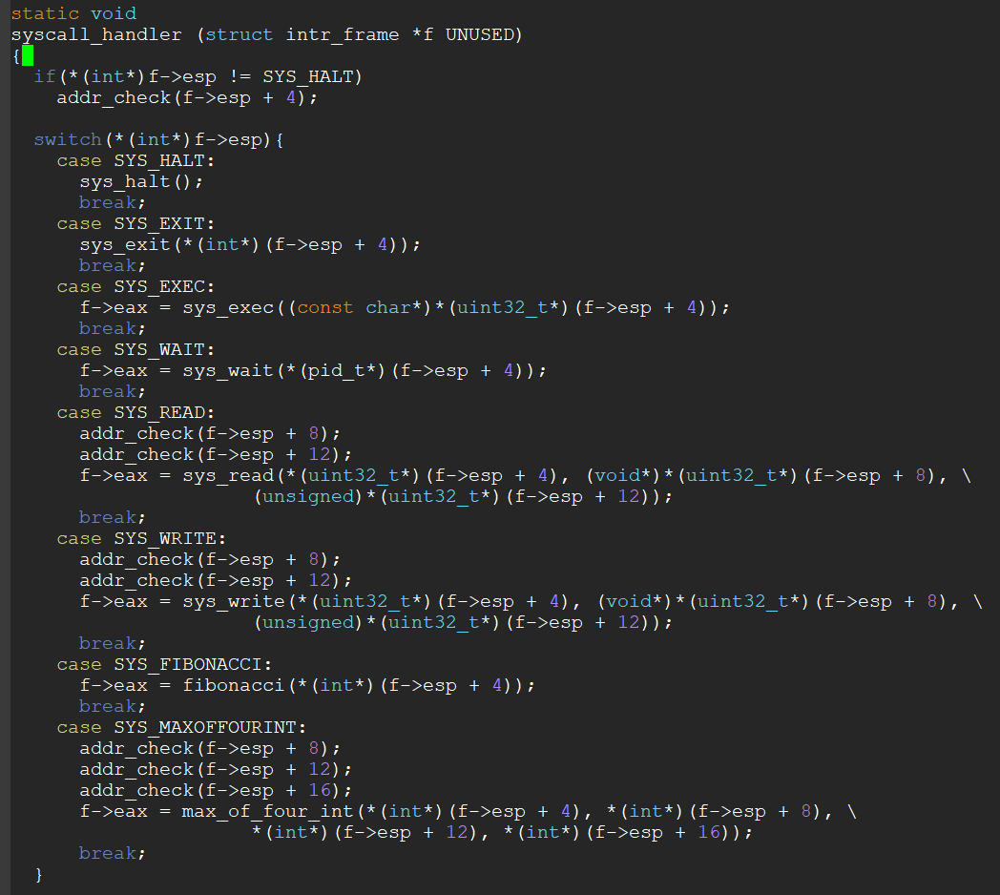 static void
syscall_handler (struct intr_frame *f UNUSED)
{
  if(*(int*)f->esp != SYS_HALT)
    addr_check(f->esp + 4);

  switch(*(int*)f->esp){
    case SYS_HALT:
      sys_halt();
      break;
    case SYS_EXIT:
      sys_exit(*(int*)(f->esp + 4));
      break;
    case SYS_EXEC:
      f->eax = sys_exec((const char*)*(uint32_t*)(f->esp + 4));
      break;
    case SYS_WAIT:
      f->eax = sys_wait(*(pid_t*)(f->esp + 4));
      break;
    case SYS_READ:
      addr_check(f->esp + 8);
      addr_check(f->esp + 12);
      f->eax = sys_read(*(uint32_t*)(f->esp + 4), (void*)*(uint32_t*)(f->esp + 8), \
                     (unsigned)*(uint32_t*)(f->esp + 12));
      break;
    case SYS_WRITE:
      addr_check(f->esp + 8);
      addr_check(f->esp + 12);
      f->eax = sys_write(*(uint32_t*)(f->esp + 4), (void*)*(uint32_t*)(f->esp + 8), \
                     (unsigned)*(uint32_t*)(f->esp + 12));
      break;
    case SYS_FIBONACCI:
      f->eax = fibonacci(*(int*)(f->esp + 4));
      break;
    case SYS_MAXOFFOURINT:
      addr_check(f->esp + 8);
      addr_check(f->esp + 12);
      addr_check(f->esp + 16);
      f->eax = max_of_four_int(*(int*)(f->esp + 4), *(int*)(f->esp + 8), \
                     *(int*)(f->esp + 12), *(int*)(f->esp + 16));
      break;
  }